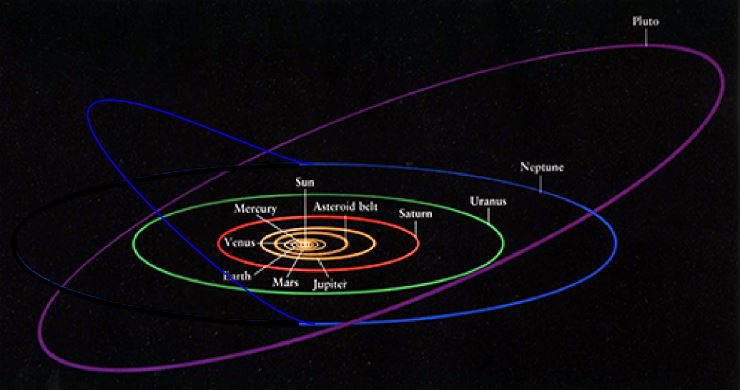 Pluto
Neptune
Sun
Uranus
Mercury
Asteroid belt
Saturn
Venus
Earth
Mars
Jupiter